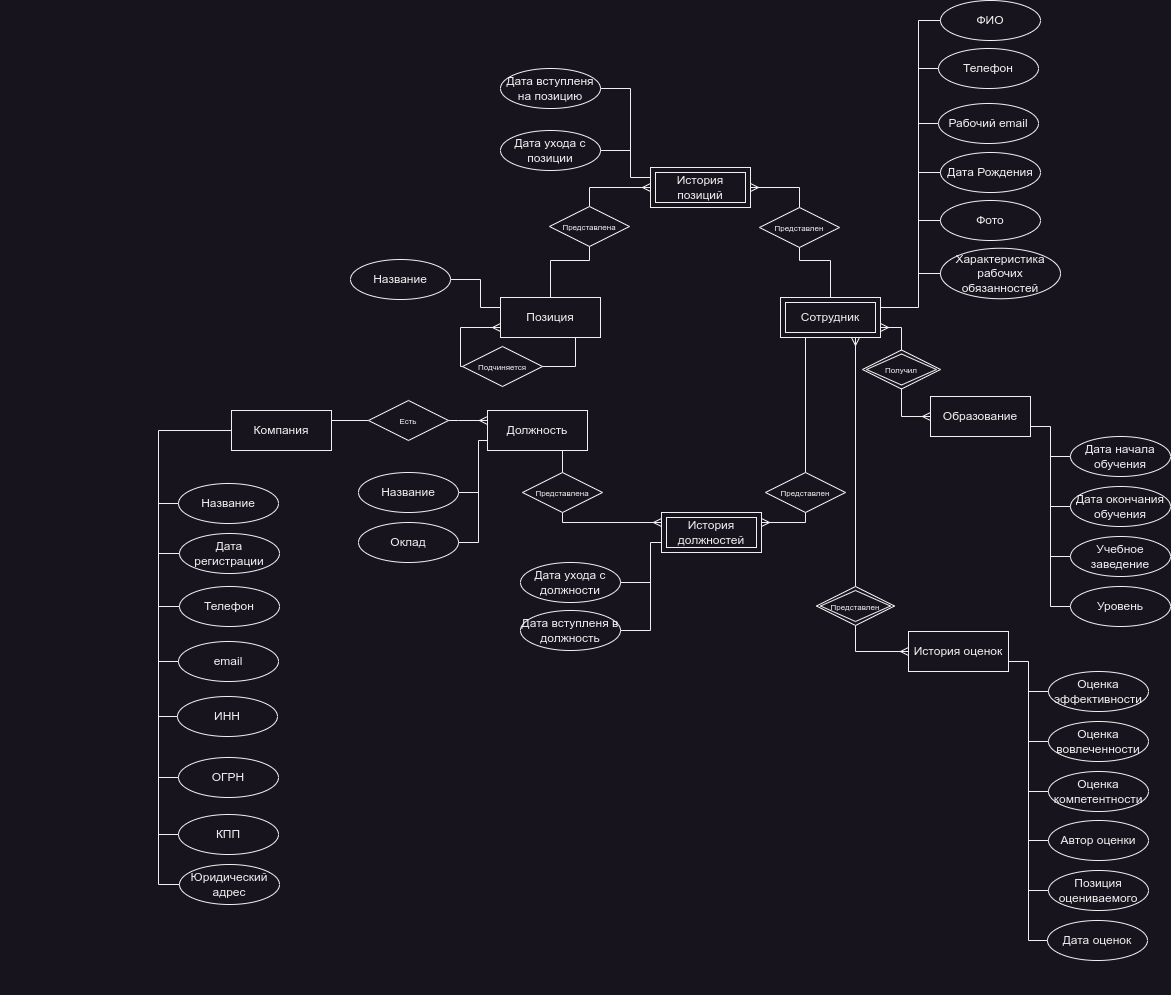 ФИО
Телефон
Дата вступленя
на позицию
Рабочий email
Дата ухода с
позиции
Дата Рождения
История
позиций
Фото
Представлена
Представлен
Характеристика
рабочих
обязанностей
Название
Позиция
Сотрудник
Подчиняется
Получил
Компания
Есть
Должность
Образование
Дата начала
обучения
Название
Представлена
Представлен
Название
Дата окончания
обучения
Оклад
История
должностей
Дата
регистрации
Учебное
заведение
Дата ухода с
должности
Телефон
Представлен
Уровень
Дата вступленя в
должность
email
История оценок
Оценка
эффективности
ИНН
Оценка
вовлеченности
ОГРН
Оценка
компетентности
КПП
Автор оценки
Юридический
адрес
Позиция
оцениваемого
Дата оценок